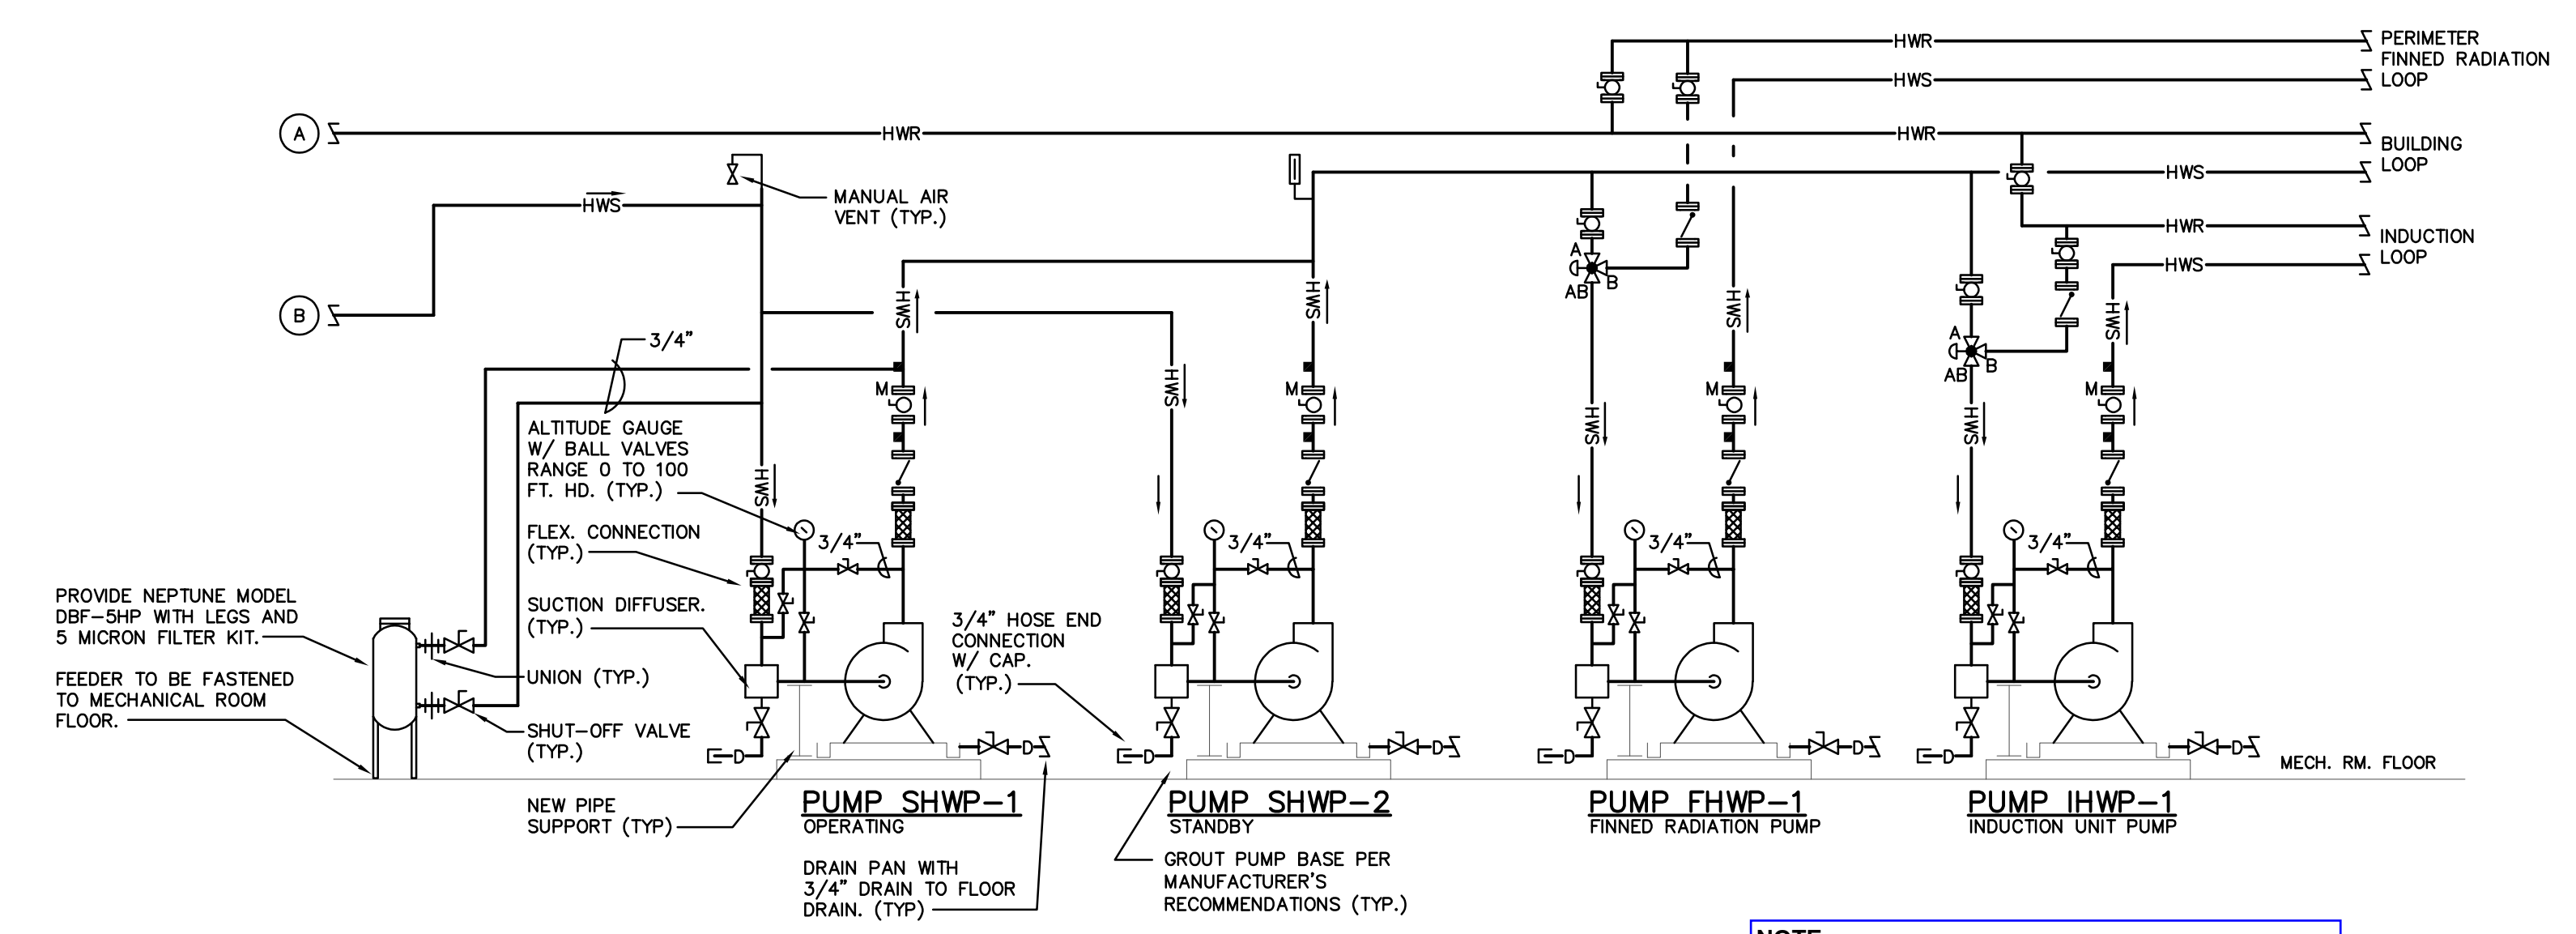 HWR
PERIMETER
FINNED RADIATION
LOOP
HWS
A
HWR
HWR
BUILDING
LOOP
HWS
MANUAL AIR
VENT (TYP.)
HWS
HWR
INDUCTION
LOOP
HWS
A
B
AB
B
HWS
HWS
HWS
HWS
3/4"
A
B
AB
HWS
M
M
M
M
HWS
HWS
HWS
ALTITUDE GAUGE
W/ BALL VALVES
RANGE 0 TO 100
FT. HD. (TYP.)
HWS
FLEX. CONNECTION
(TYP.)
3/4"
3/4"
3/4"
3/4"
PROVIDE NEPTUNE MODEL
DBF-5HP WITH LEGS AND
5 MICRON FILTER KIT.
SUCTION DIFFUSER.
(TYP.)
3/4" HOSE END
CONNECTION
W/ CAP.
(TYP.)
FEEDER TO BE FASTENED
TO MECHANICAL ROOM
FLOOR.
UNION (TYP.)
SHUT-OFF VALVE
(TYP.)
D
D
D
D
D
D
D
D
MECH. RM. FLOOR
NEW PIPE
SUPPORT (TYP)
PUMP SHWP-1
OPERATING
PUMP SHWP-2
STANDBY
PUMP FHWP-1
FINNED RADIATION PUMP
PUMP IHWP-1
INDUCTION UNIT PUMP
DRAIN PAN WITH
3/4" DRAIN TO FLOOR
DRAIN. (TYP)
GROUT PUMP BASE PER
MANUFACTURER'S
RECOMMENDATIONS (TYP.)
NOTE